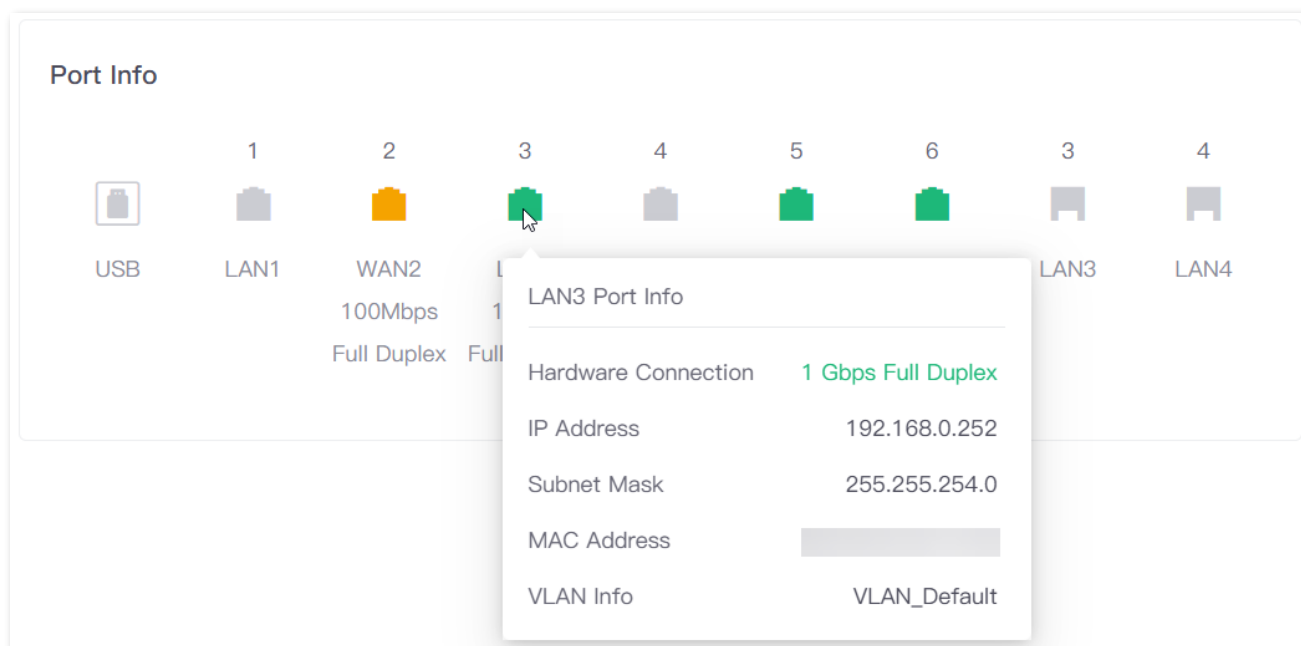 Port Info
1 2 3 4 5 6 3 4
USB LAN1 WAN2 LAN3 LAN4
100Mbps
Full Duplex Full
LAN3 Port Info
Hardware Connection 1 Gbps Full Duplex
IP Address 192.168.0.252
Subnet Mask 255.255.254.0
MAC Address
VLAN Info VLAN_Default